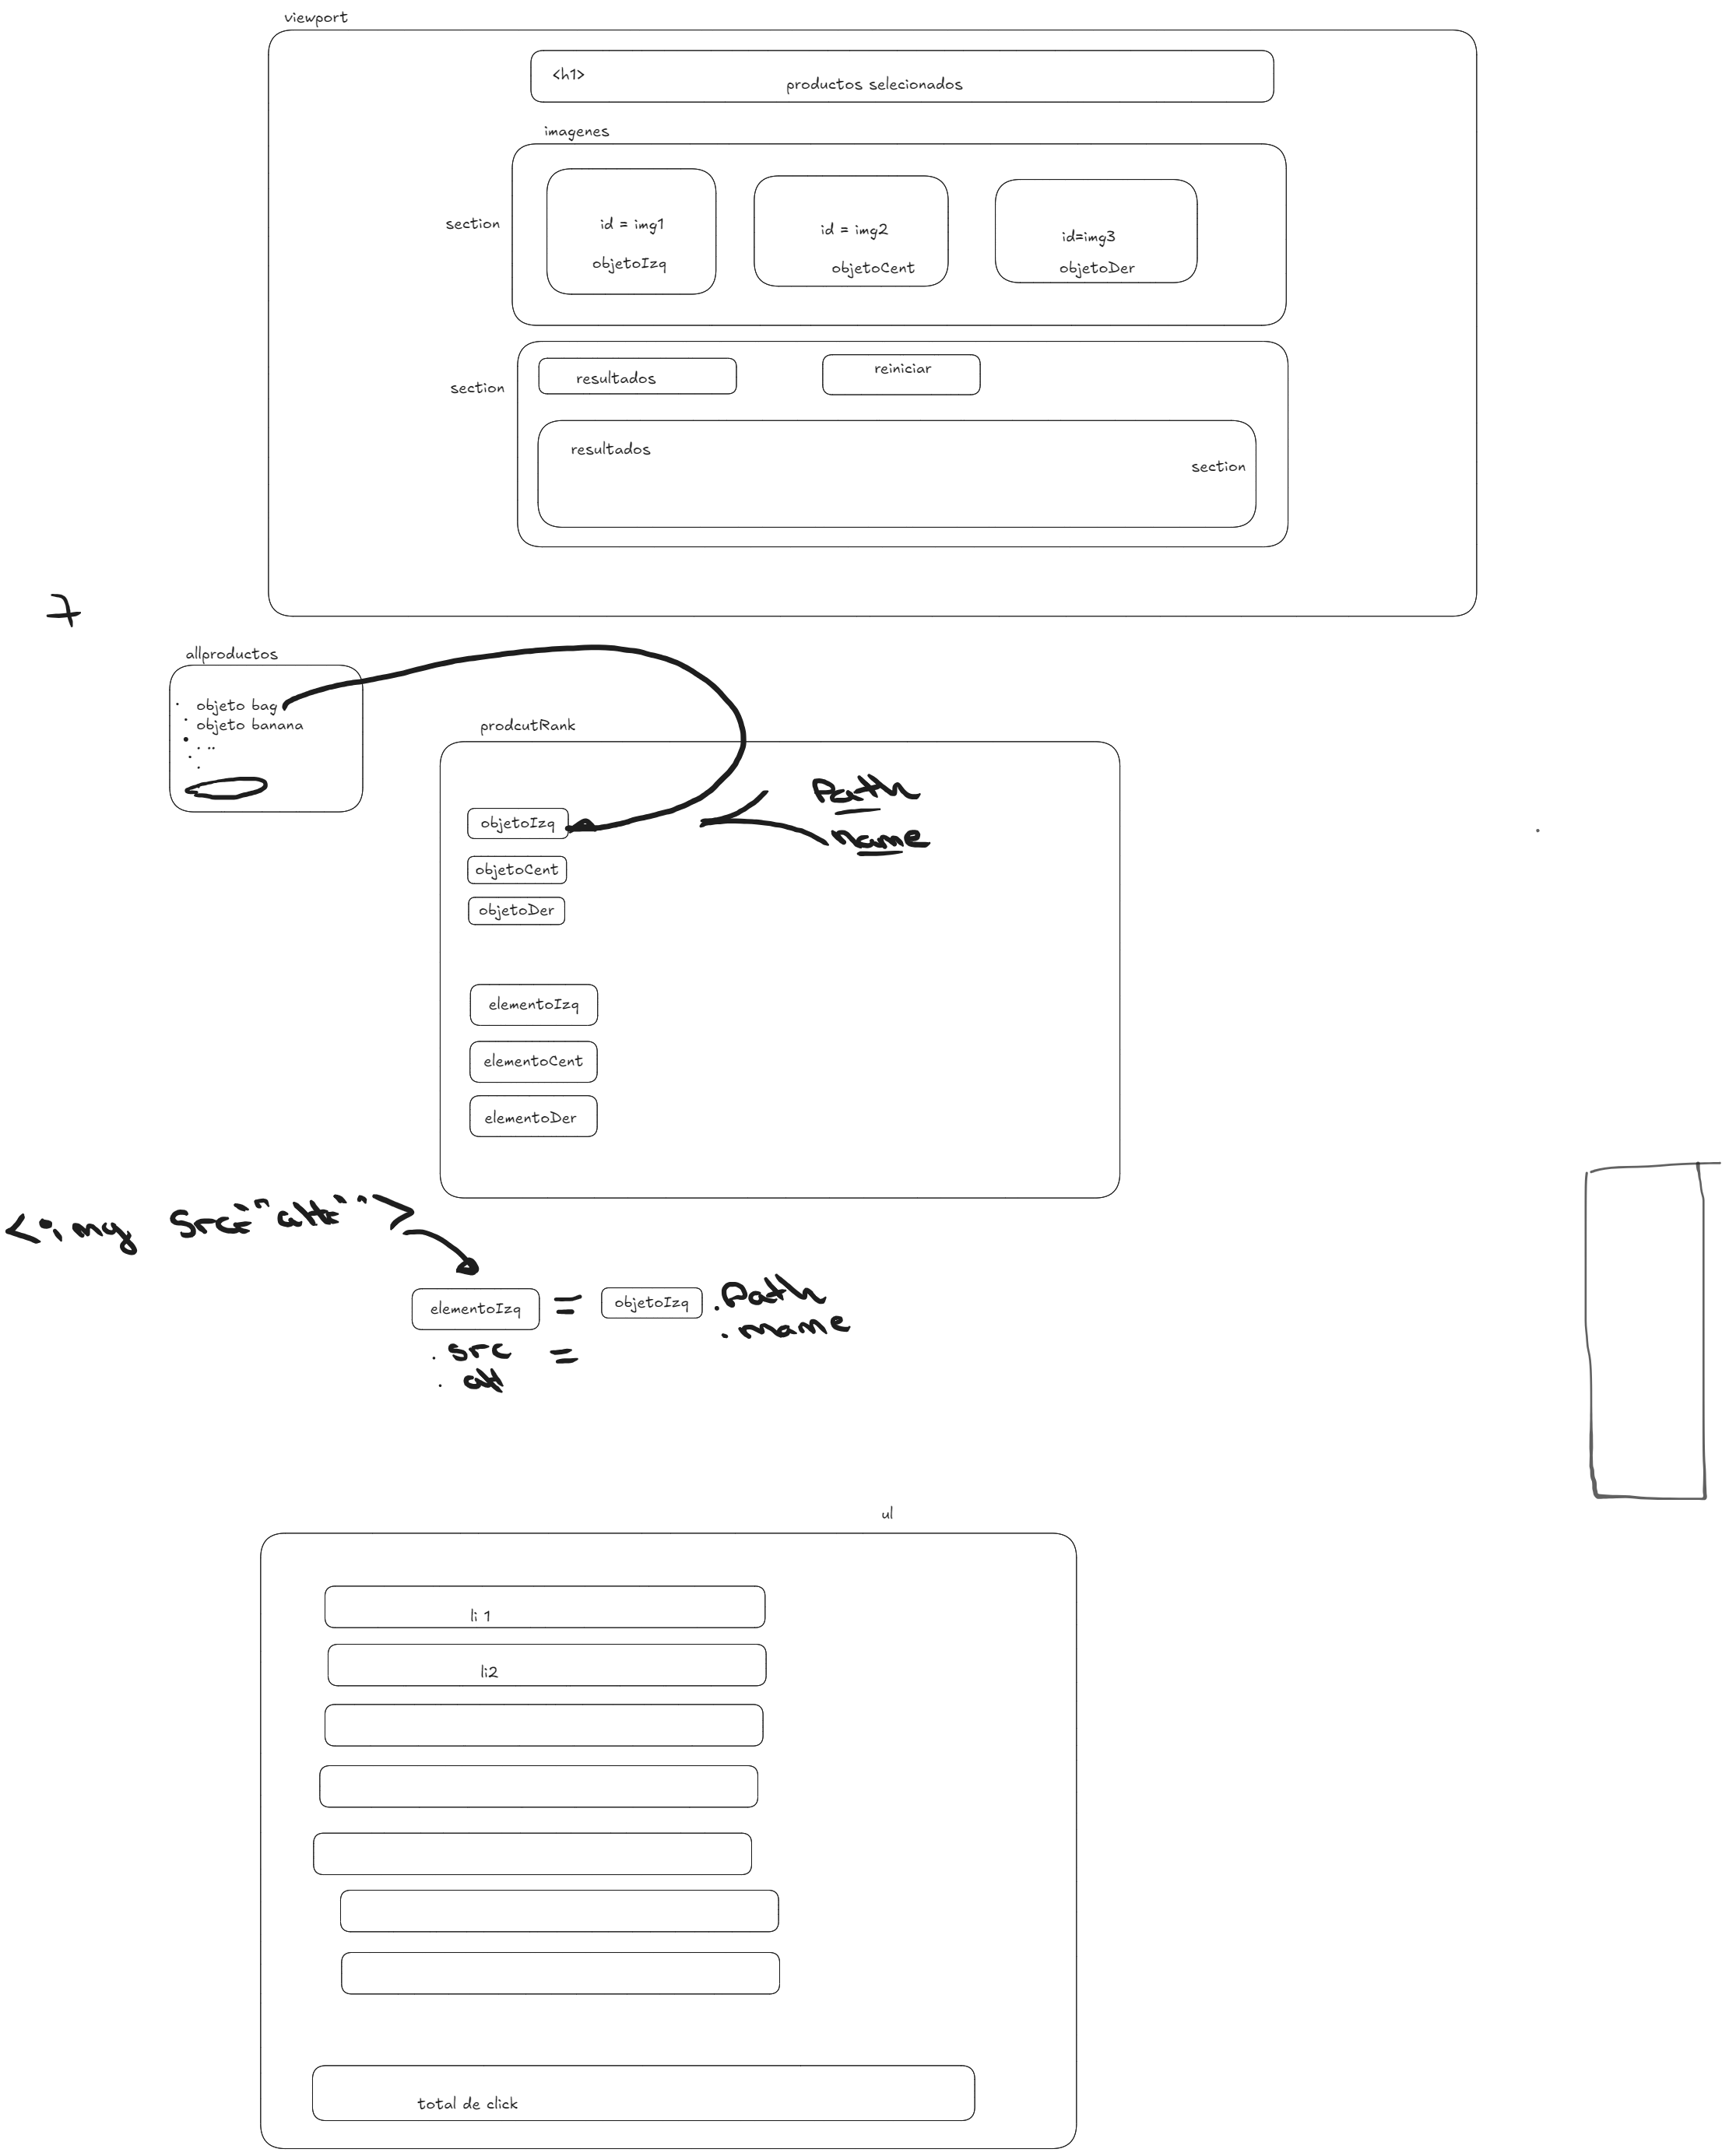 viewport
<h1>
productos selecionados
imagenes
section
id = img1
objetoIzq
id = img2
objetoCent
id=img3
objetoDer
section
resultados
reiniciar
resultados
section
7
allproductos
objeto bag
objeto banana
prodcutRank
objetoIzq
Path
name
objetoCent
objetoDer
elementoIzq
elementoCent
elementoDer
<img src="" alt="">
elementoIzq = objetoIzq .Path
.name
.src =
.alt
ul
li 1
li2
total de click